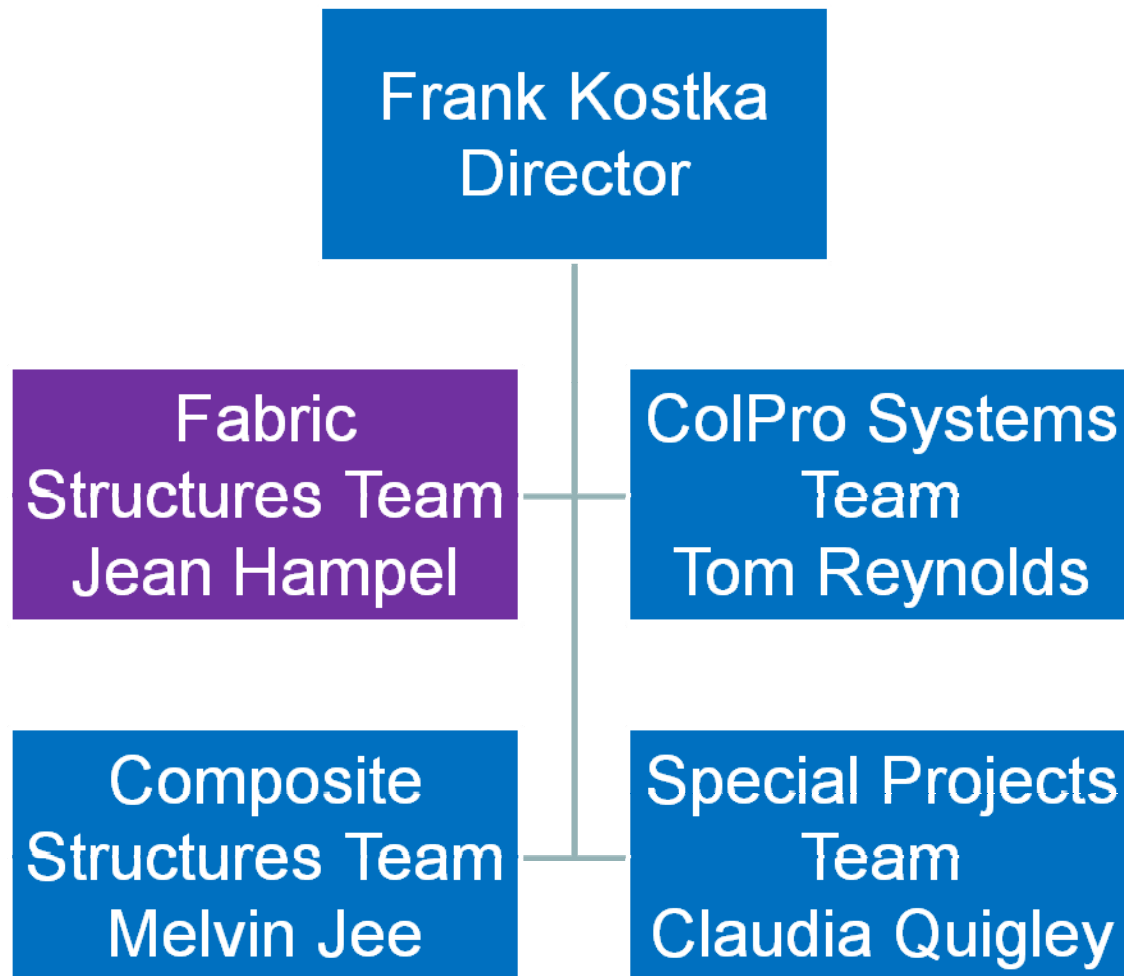 Frank Kostka
Director
Fabric
Structures Team
Jean Hampel
ColPro Systems
Team
Tom Reynolds
Composite
Structures Team
Melvin Jee
Special Projects
Team
Claudia Quigley